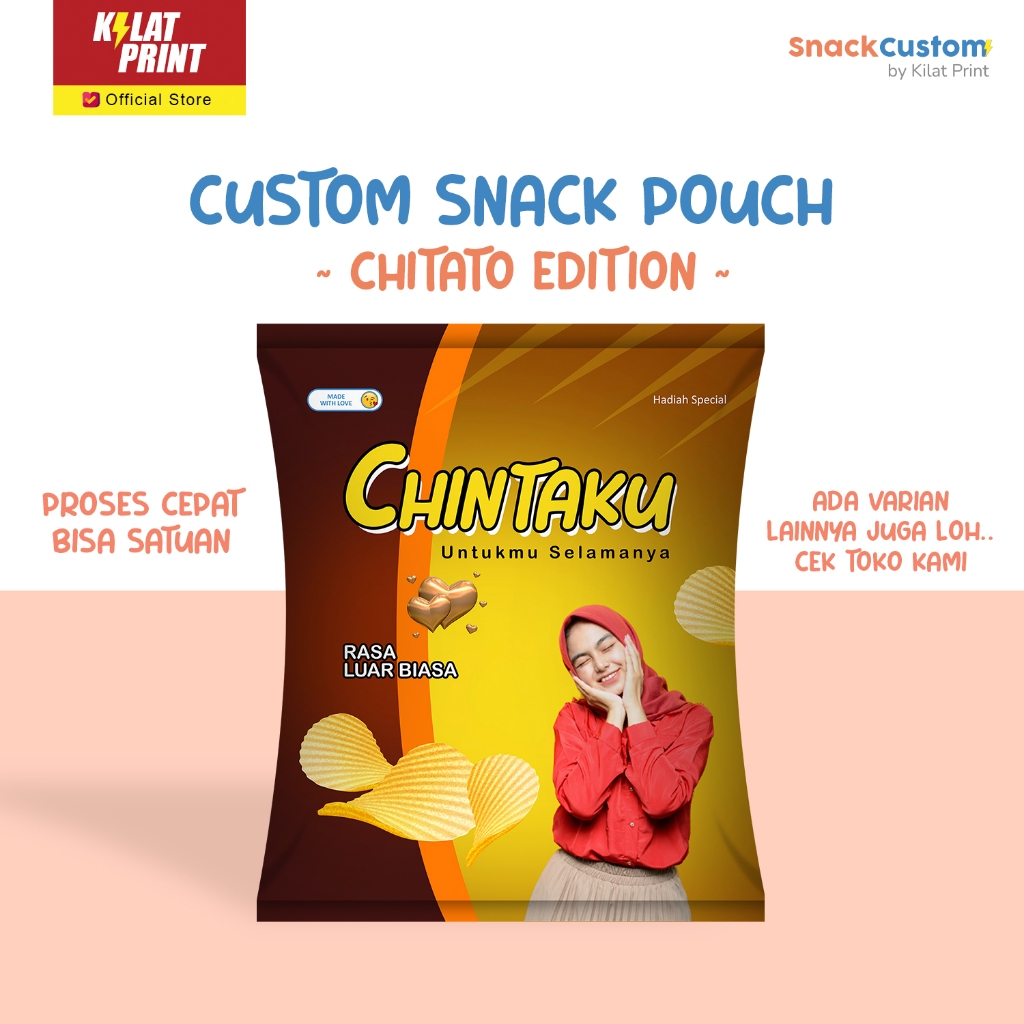 KILAT
PRINT
Official Store
SnackCustom
by Kilat Print
CUSTOM SNACK POUCH
~ CHITATO EDITION ~
MADE
WITH LOVE
Hadiah Special
CHINTAKU
Untukmu Selamanya
PROSES CEPAT
BISA SATUAN
ADA VARIAN
LAINNYA JUGA LOH..
CEK TOKO KAMI
RASA
LUAR BIASA